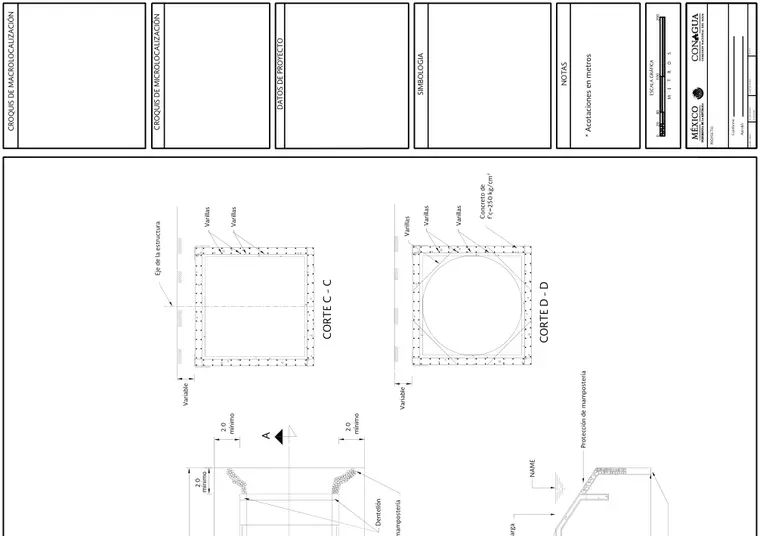 CROQUIS DE MACROLOCALIZACIÓN
CROQUIS DE MICROLOCALIZACIÓN
DATOS DE PROYECTO
SIMBOLOGIA
NOTAS
* Acotaciones en metros
ESCALA GRÁFICA
M E T R O S
MÉXICO
CONAGUA
Eje de la estructura
Varillas
Varillas
CORTE C - C
Variable
Varillas
Varillas
Varillas
Concreto de
f'c=250 kg/cm²
CORTE D - D
Variable
2.0
mínimo
2.0
mínimo
2.0
mínimo
A
Dentellón
mampostería
NAME
Protección de mampostería
arga